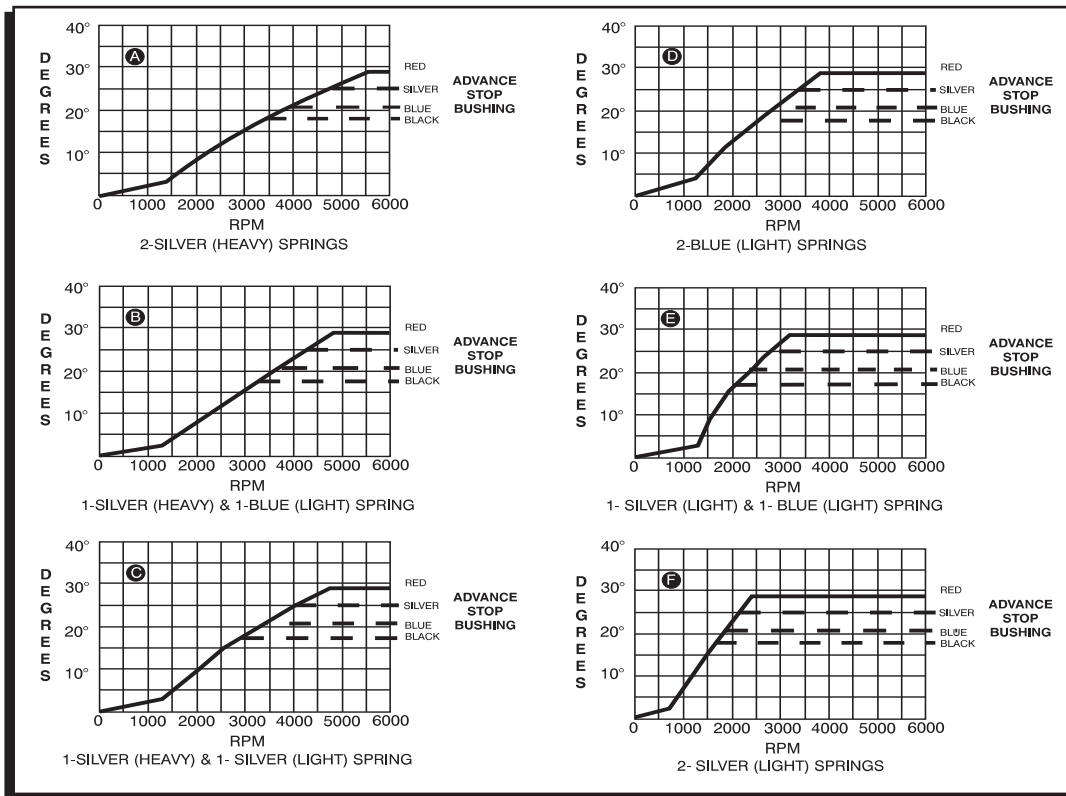 A
40°
30°
20°
10°
DEGREES
RED
SILVER
BLUE
BLACK
ADVANCE
STOP
BUSHING
0 1000 2000 3000 4000 5000 6000
RPM
2-SILVER (HEAVY) SPRINGS
D
40°
30°
20°
10°
DEGREES
RED
SILVER
BLUE
BLACK
ADVANCE
STOP
BUSHING
0 1000 2000 3000 4000 5000 6000
RPM
2-BLUE (LIGHT) SPRINGS
B
40°
30°
20°
10°
DEGREES
RED
SILVER
BLUE
BLACK
ADVANCE
STOP
BUSHING
0 1000 2000 3000 4000 5000 6000
RPM
1-SILVER (HEAVY) & 1-BLUE (LIGHT) SPRING
E
40°
30°
20°
10°
DEGREES
RED
SILVER
BLUE
BLACK
ADVANCE
STOP
BUSHING
0 1000 2000 3000 4000 5000 6000
RPM
1- SILVER (LIGHT) & 1- BLUE (LIGHT) SPRING
C
40°
30°
20°
10°
DEGREES
RED
SILVER
BLUE
BLACK
ADVANCE
STOP
BUSHING
0 1000 2000 3000 4000 5000 6000
RPM
1-SILVER (HEAVY) & 1- SILVER (LIGHT) SPRING
F
40°
30°
20°
10°
DEGREES
RED
SILVER
BLUE
BLACK
ADVANCE
STOP
BUSHING
0 1000 2000 3000 4000 5000 6000
RPM
2- SILVER (LIGHT) SPRINGS